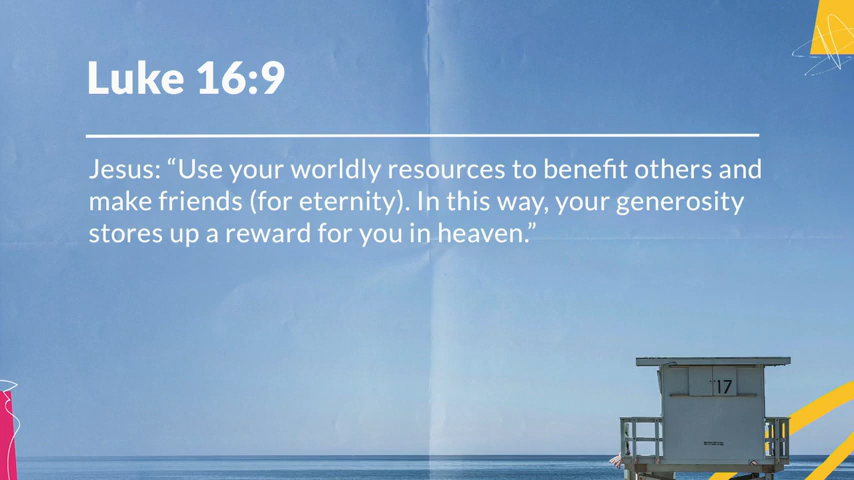 Luke 16:9
Jesus: “Use your worldly resources to benefit others and
make friends (for eternity). In this way, your generosity
stores up a reward for you in heaven.”
17